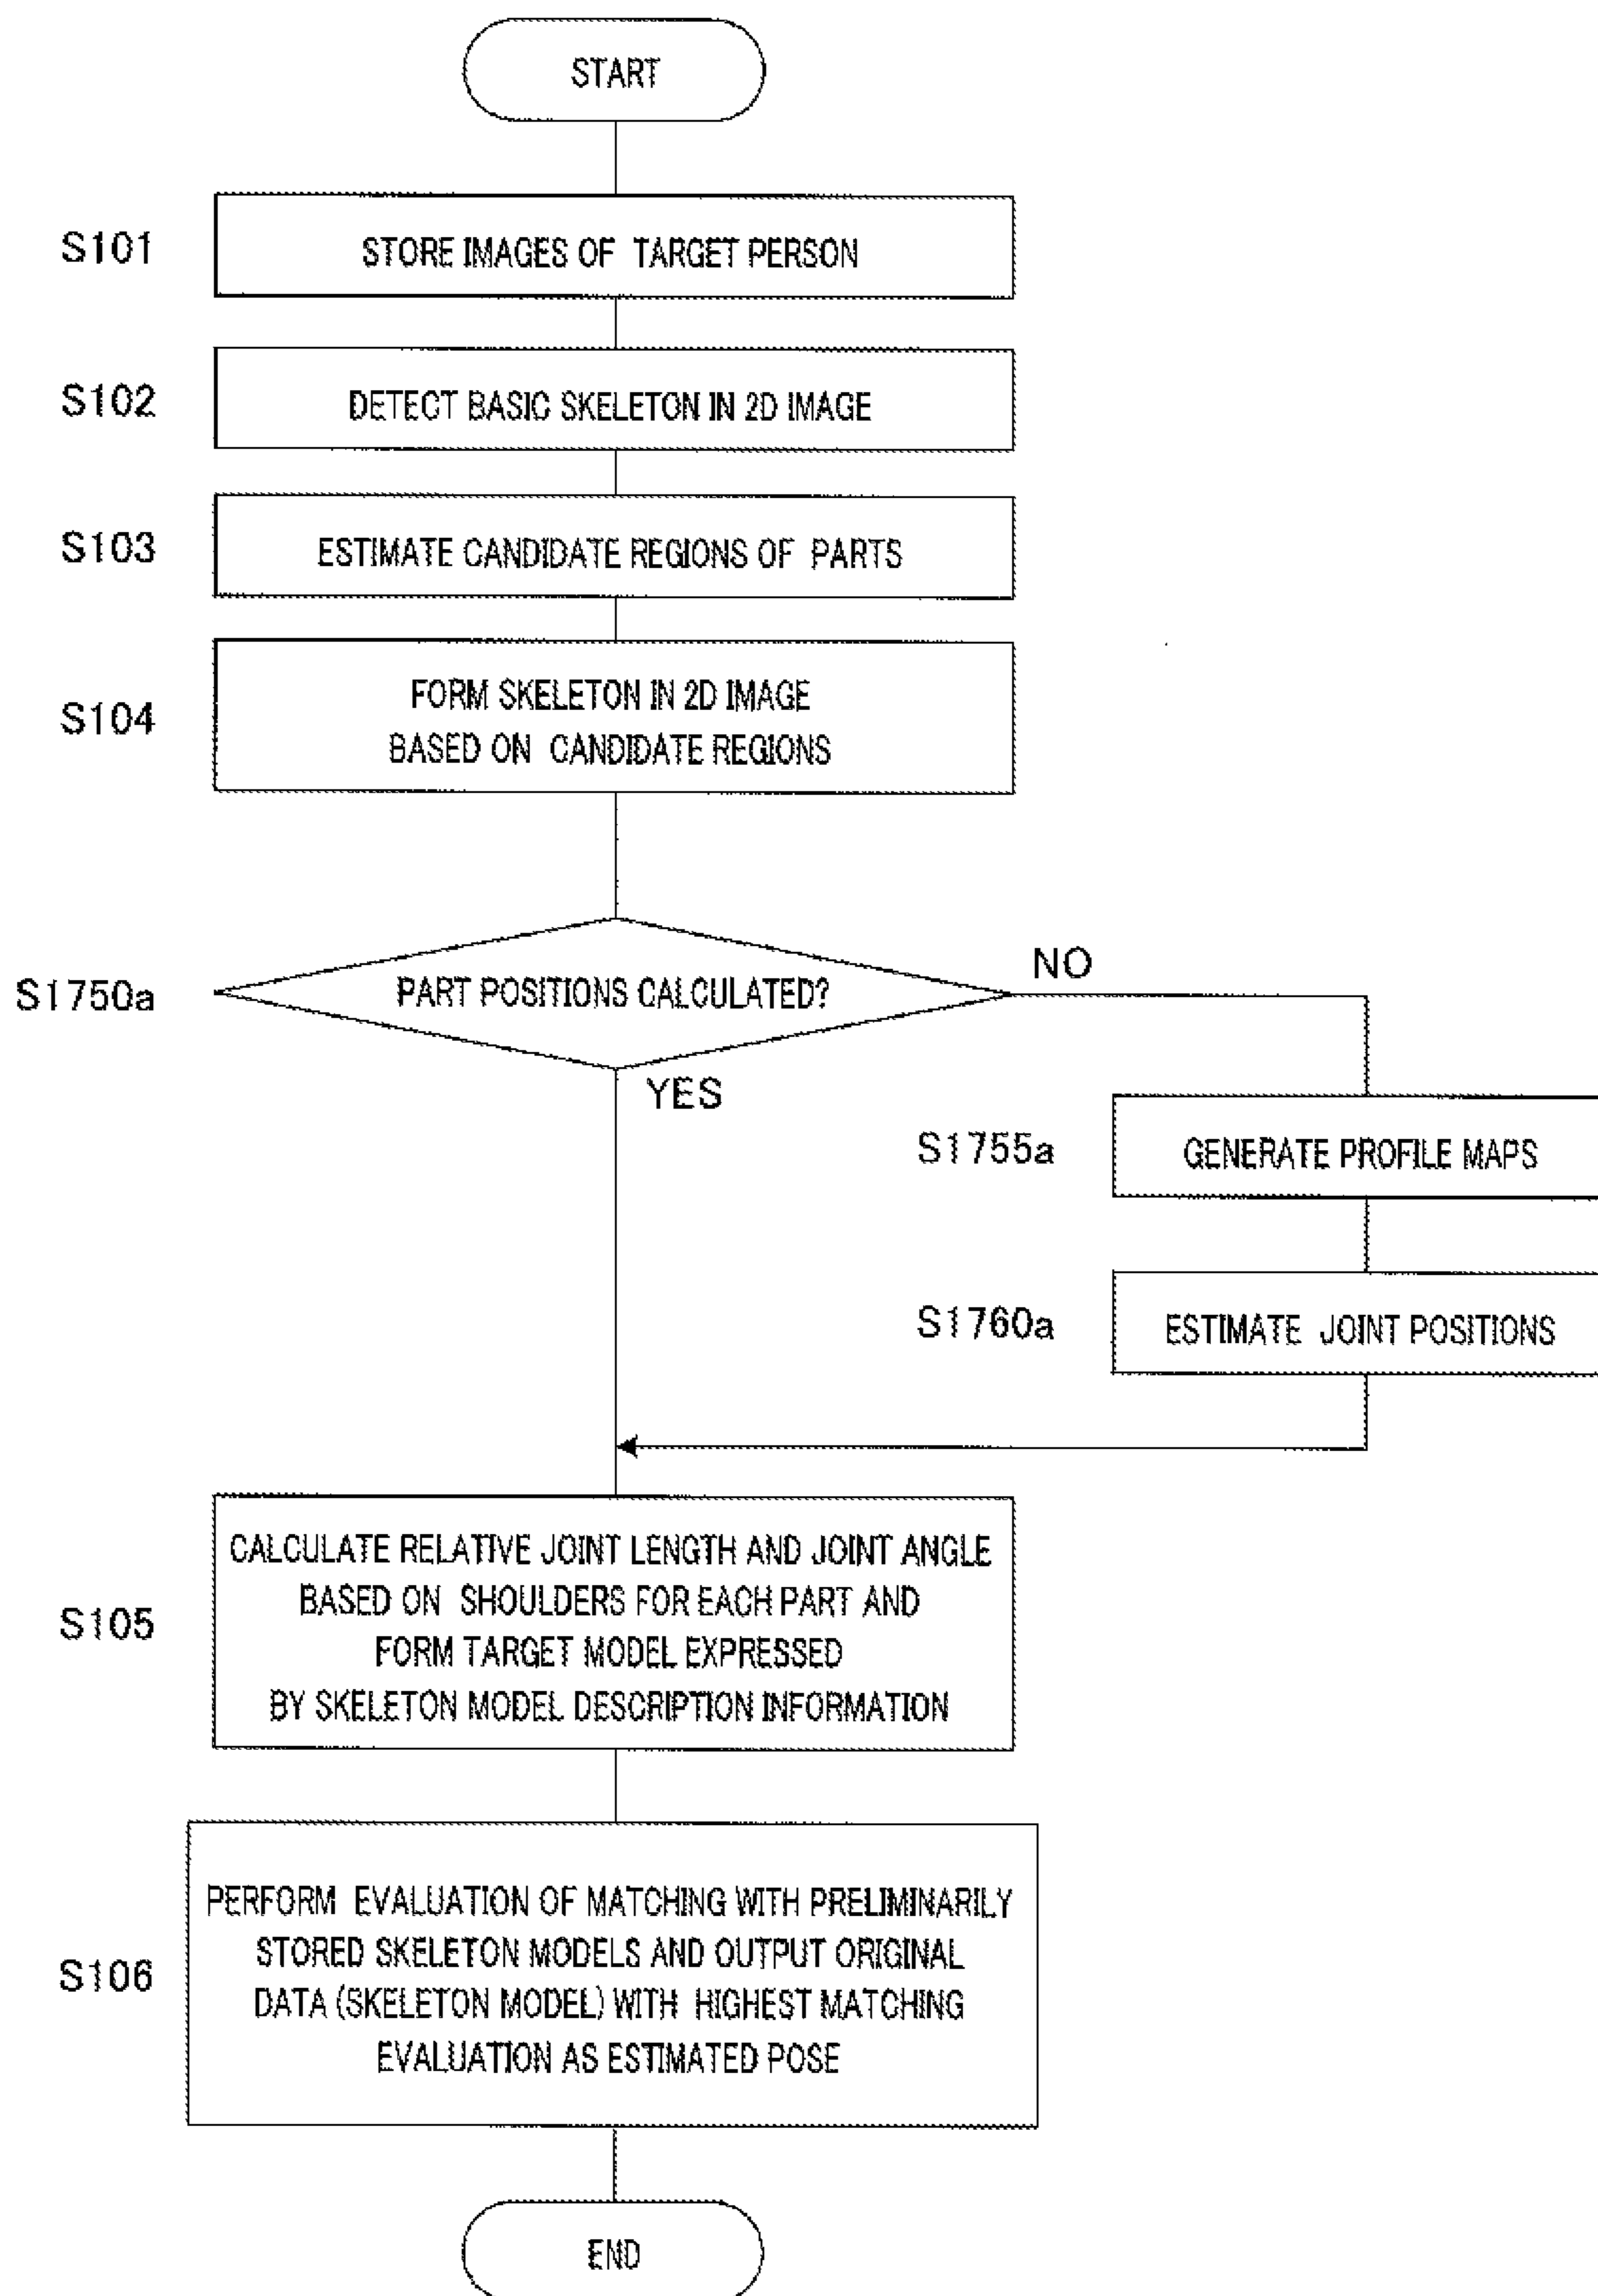 START
S101
STORE IMAGES OF TARGET PERSON
S102
DETECT BASIC SKELETON IN 2D IMAGE
S103
ESTIMATE CANDIDATE REGIONS OF PARTS
S104
FORM SKELETON IN 2D IMAGE
BASED ON CANDIDATE REGIONS
S1750a
PART POSITIONS CALCULATED?
NO
YES
S1755a
GENERATE PROFILE MAPS
S1760a
ESTIMATE JOINT POSITIONS
S105
CALCULATE RELATIVE JOINT LENGTH AND JOINT ANGLE
BASED ON SHOULDERS FOR EACH PART AND
FORM TARGET MODEL EXPRESSED
BY SKELETON MODEL DESCRIPTION INFORMATION
S106
PERFORM EVALUATION OF MATCHING WITH PRELIMINARILY
STORED SKELETON MODELS AND OUTPUT ORIGINAL
DATA (SKELETON MODEL) WITH HIGHEST MATCHING
EVALUATION AS ESTIMATED POSE
END